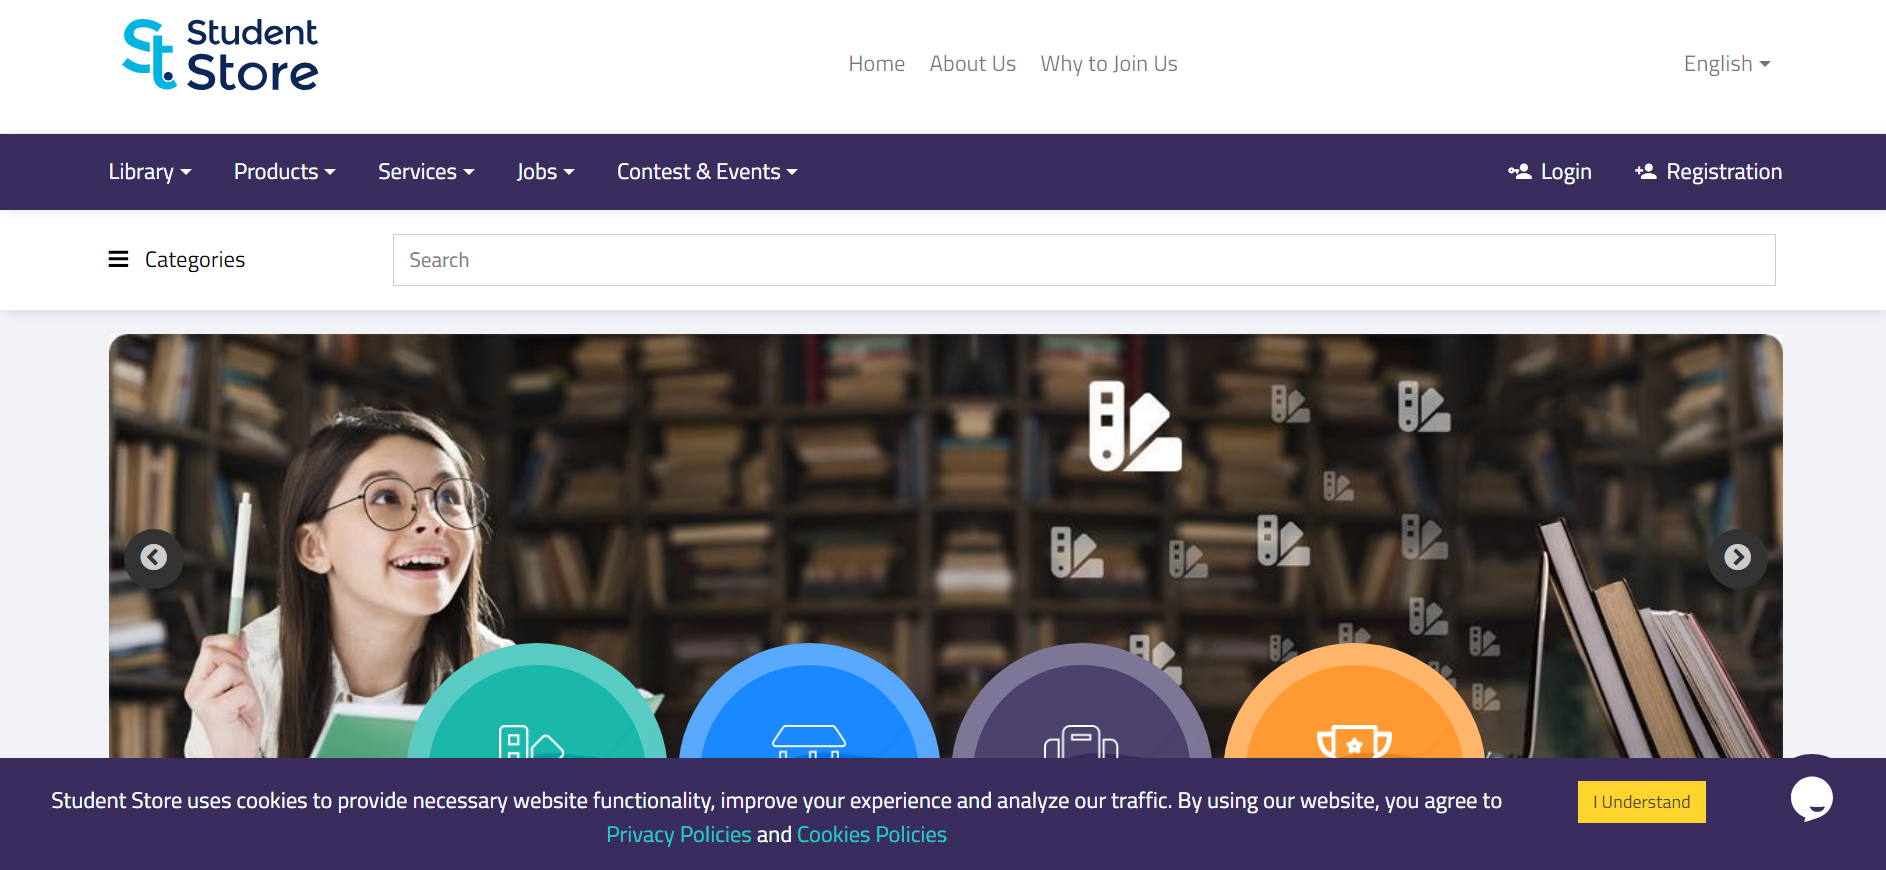 Student
Store
Home About Us Why to Join Us
English
Library Products Services Jobs Contest & Events
Login Registration
Categories
Search
Student Store uses cookies to provide necessary website functionality, improve your experience and analyze our traffic. By using our website, you agree to
Privacy Policies and Cookies Policies
I Understand